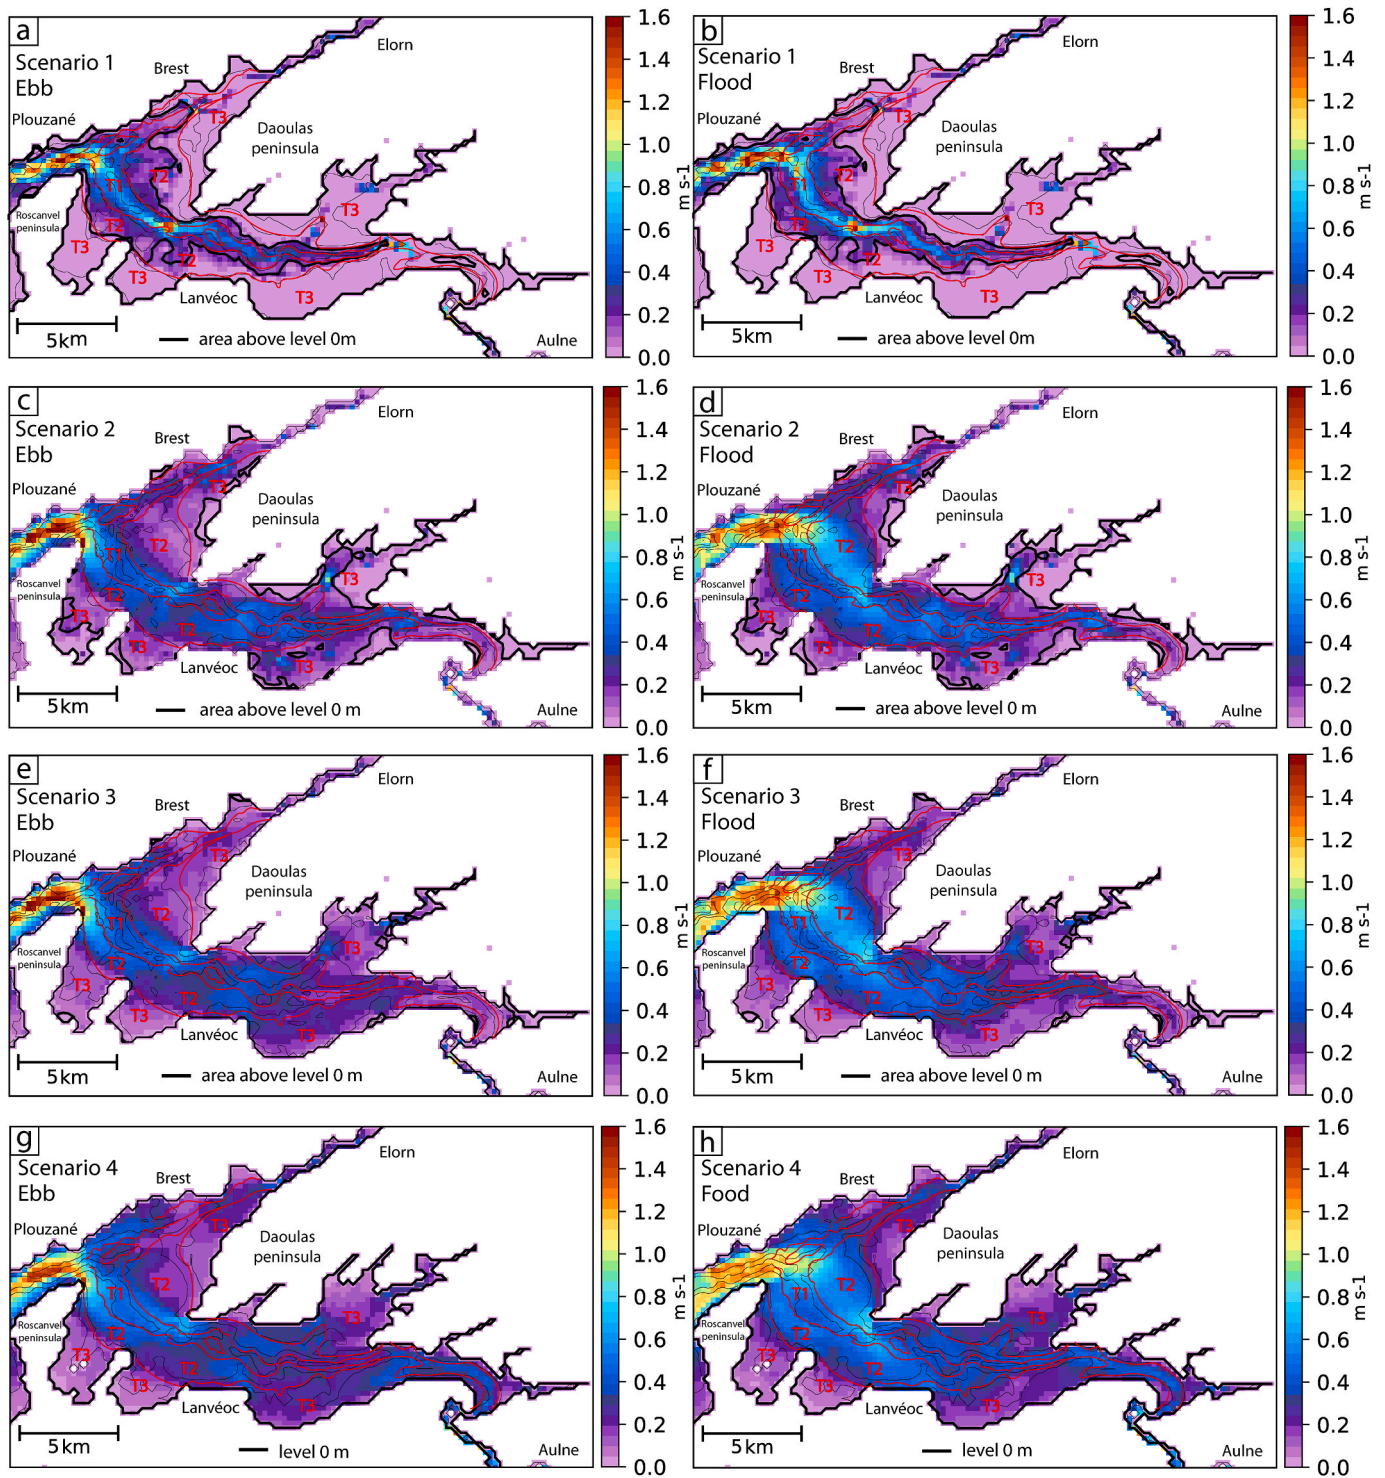 a
Scenario 1
Ebb
Brest
Elorn
Plouzané
Daoulas
peninsula
Roscanvel
peninsula
T1
T2
T2
T2
T3
T3
T3
T3
T3
Lanvéoc
5km
area above level 0m
Aulne
1.6
1.4
1.2
1.0
0.8
0.6
0.4
0.2
0.0
m s-1
b
Scenario 1
Flood
Brest
Elorn
Plouzané
Daoulas
peninsula
Roscanvel
peninsula
T1
T2
T2
T2
T3
T3
T3
T3
T3
Lanvéoc
5km
area above level 0m
Aulne
1.6
1.4
1.2
1.0
0.8
0.6
0.4
0.2
0.0
m s-1
c
Scenario 2
Ebb
Brest
Elorn
Plouzané
Daoulas
peninsula
Roscanvel
peninsula
T1
T2
T2
T2
T3
T3
T3
T3
T3
Lanvéoc
5km
area above level 0 m
Aulne
1.6
1.4
1.2
1.0
0.8
0.6
0.4
0.2
0.0
m s-1
d
Scenario 2
Flood
Brest
Elorn
Plouzané
Daoulas
peninsula
Roscanvel
peninsula
T1
T2
T2
T2
T3
T3
T3
T3
T3
Lanvéoc
5km
area above level 0 m
Aulne
1.6
1.4
1.2
1.0
0.8
0.6
0.4
0.2
0.0
m s-1
e
Scenario 3
Ebb
Brest
Elorn
Plouzané
Daoulas
peninsula
Roscanvel
peninsula
T1
T2
T2
T2
T3
T3
T3
T3
T3
Lanvéoc
5km
area above level 0 m
Aulne
1.6
1.4
1.2
1.0
0.8
0.6
0.4
0.2
0.0
m s-1
f
Scenario 3
Flood
Brest
Elorn
Plouzané
Daoulas
peninsula
Roscanvel
peninsula
T1
T2
T2
T2
T3
T3
T3
T3
Lanvéoc
5km
area above level 0 m
Aulne
1.6
1.4
1.2
1.0
0.8
0.6
0.4
0.2
0.0
m s-1
g
Scenario 4
Ebb
Brest
Elorn
Plouzané
Daoulas
peninsula
Roscanvel
peninsula
T1
T2
T2
T2
T3
T3
T3
T3
T3
Lanvéoc
5km
level 0 m
Aulne
1.6
1.4
1.2
1.0
0.8
0.6
0.4
0.2
0.0
m s-1
h
Scenario 4
Food
Brest
Elorn
Plouzané
Daoulas
peninsula
Roscanvel
peninsula
T1
T2
T2
T2
T3
T3
T3
T3
T3
Lanvéoc
5km
level 0 m
Aulne
1.6
1.4
1.2
1.0
0.8
0.6
0.4
0.2
0.0
m s-1